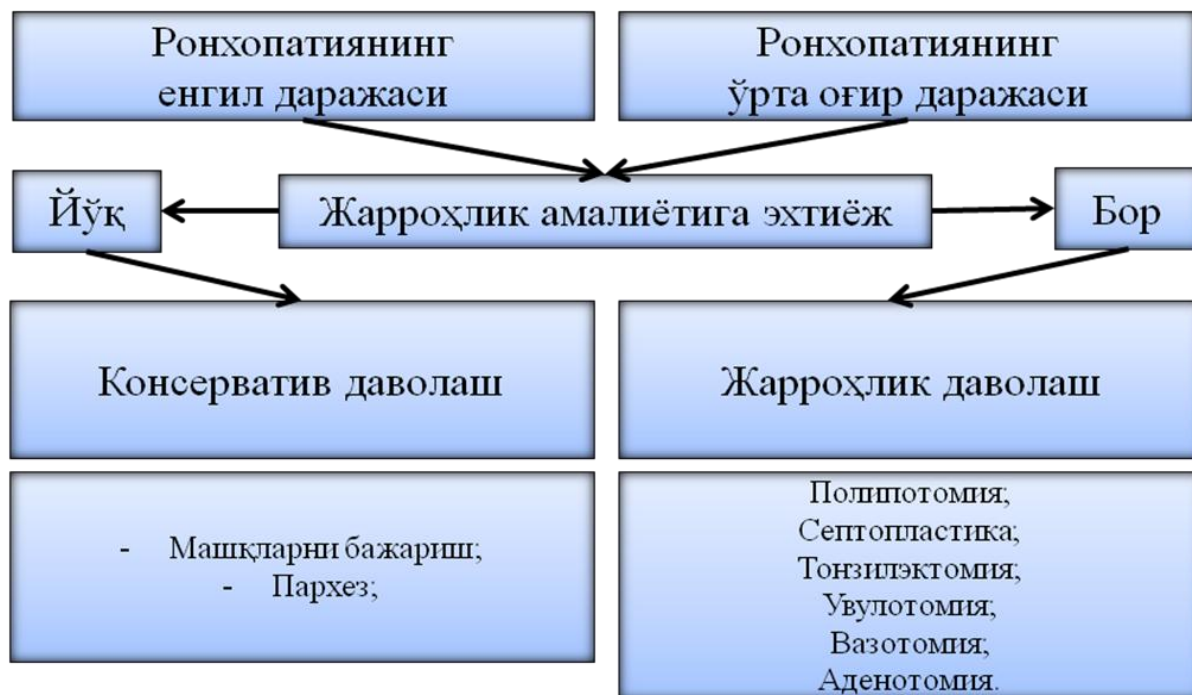 Ронхопатиянинг
енгил даражаси
Ронхопатиянинг
ўрта оғир даражаси
Йўқ
Жарроҳлик амалиётига эхтиёж
Бор
Консерватив даволаш
Жарроҳлик даволаш
- Машқларни бажариш;
- Пархез;
Полипотомия;
Септопластика;
Тонзилэктомия;
Увулотомия;
Вазотомия;
Аденотомия.